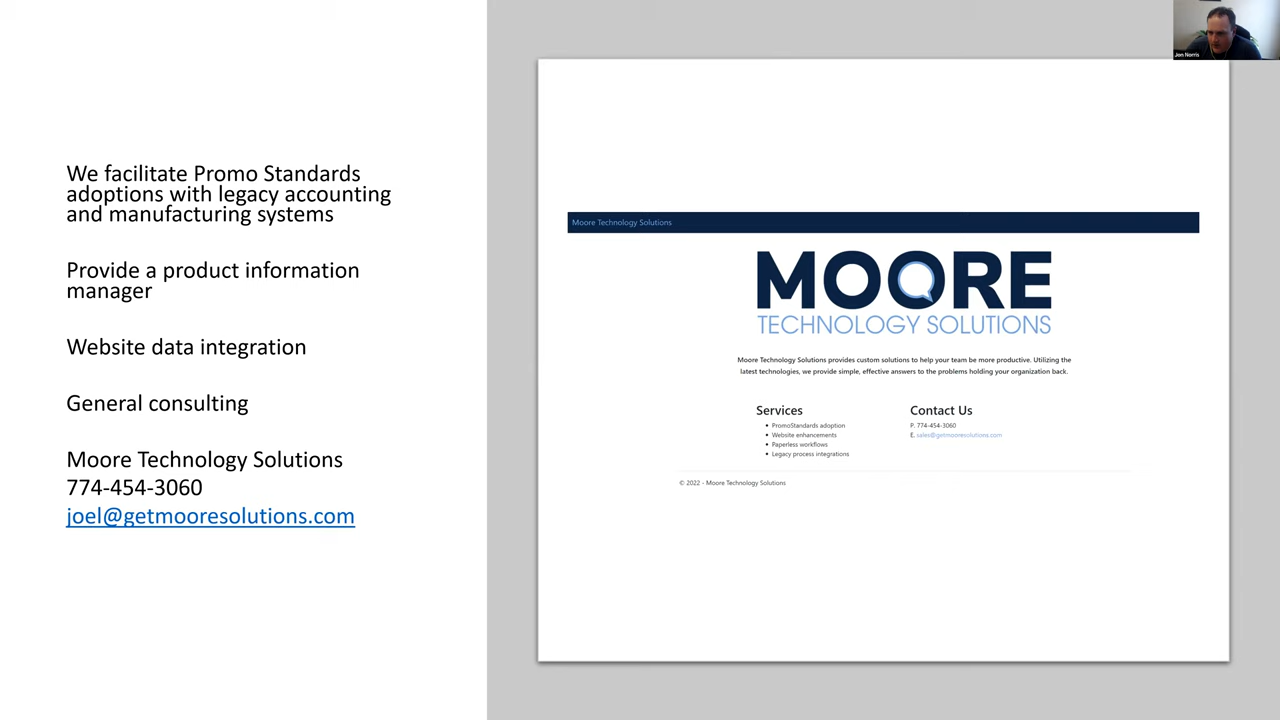 We facilitate Promo Standards
adoptions with legacy accounting
and manufacturing systems
Provide a product information
manager
Website data integration
General consulting
Moore Technology Solutions
774-454-3060
joel@getmooresolutions.com
Jon Norris
Moore Technology Solutions
MOORE
TECHNOLOGY SOLUTIONS
Moore Technology Solutions provides custom solutions to help your team be more productive. Utilizing the
latest technologies, we provide simple, effective answers to the problems holding your organization back.
Services
• PromoStandards adoption
• Website enhancements
• Paperless workflows
• Legacy process integrations
Contact Us
P. 774-454-3060
E. sales@getmooresolutions.com
© 2022 - Moore Technology Solutions